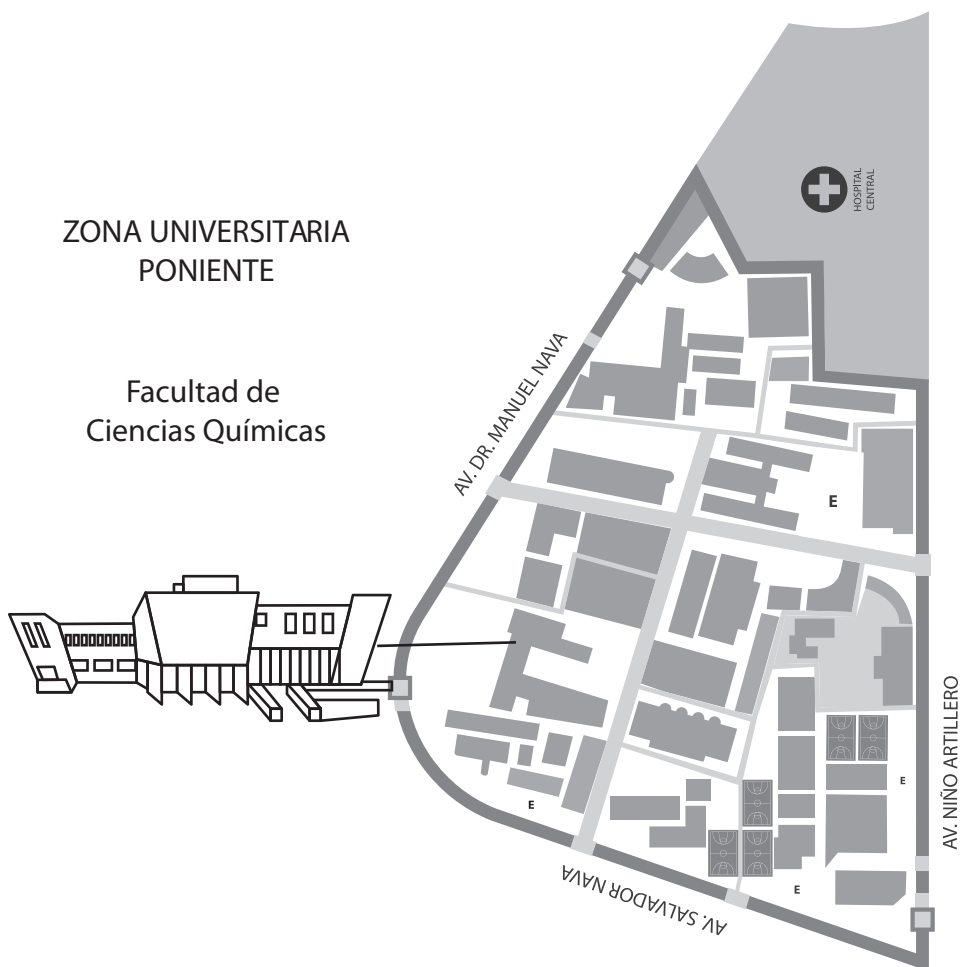 ZONA UNIVERSITARIA
PONIENTE
Facultad de
Ciencias Químicas
HOSPITAL
CENTRAL
AV. DR. MANUEL NAVA
E
E
E
E
AV. NIÑO ARTILLERO
AV. SALVADOR NAVA